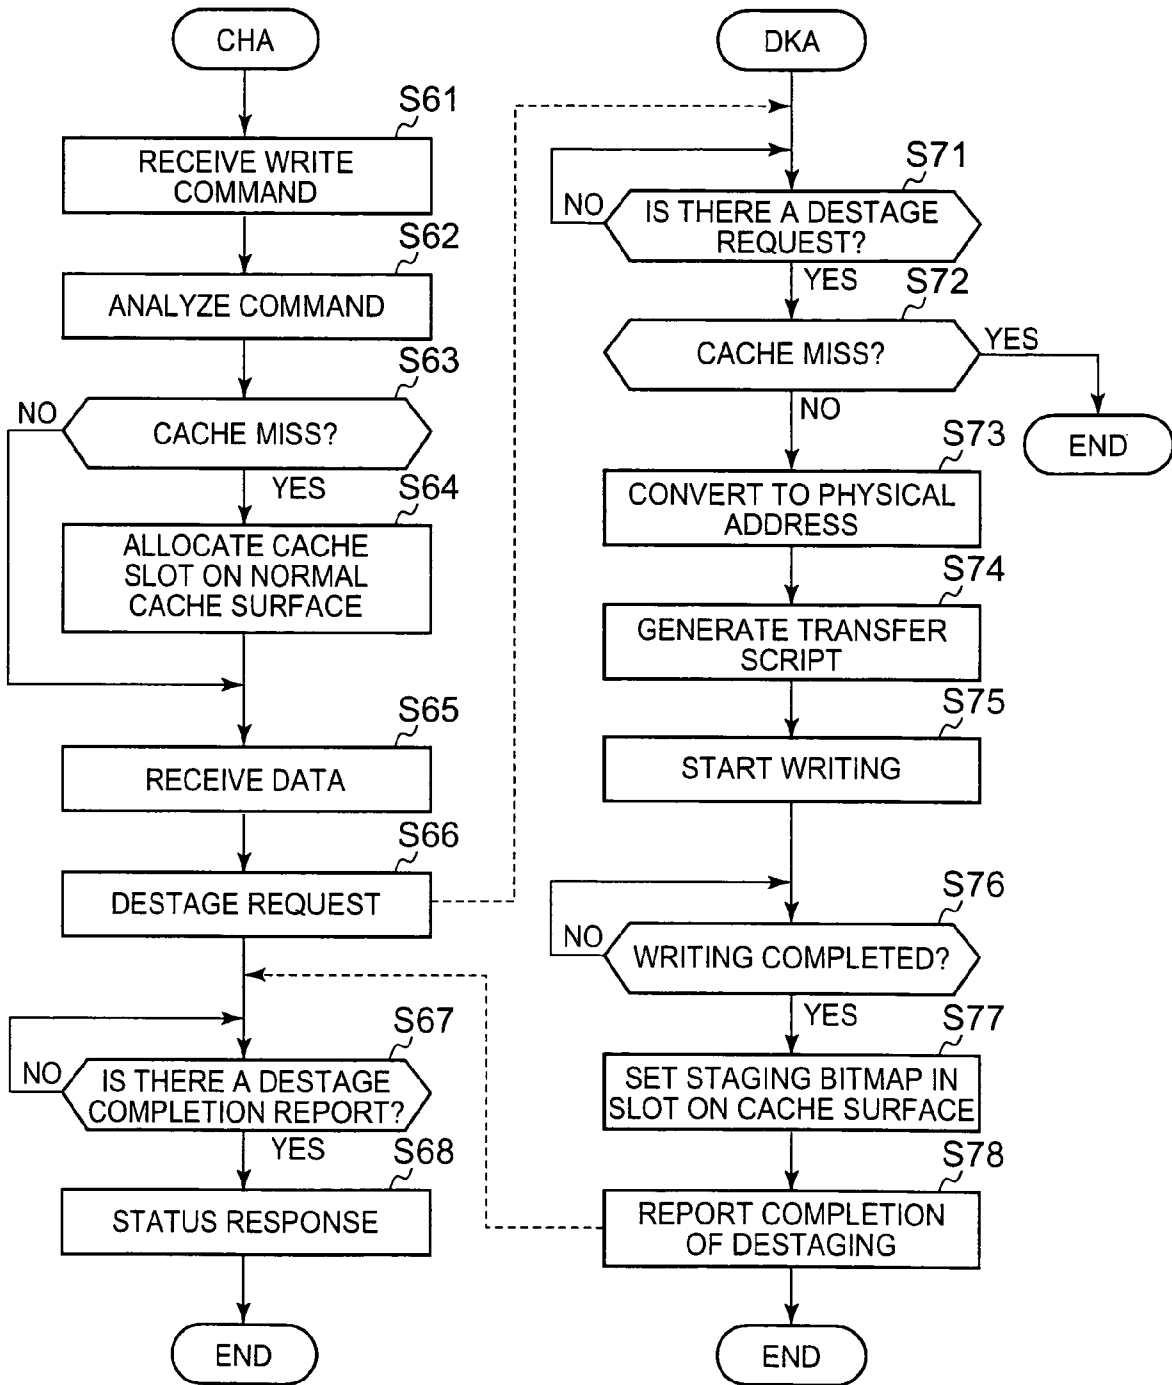 CHA
S61
RECEIVE WRITE
COMMAND
S62
ANALYZE COMMAND
S63
NO
CACHE MISS?
YES
S64
ALLOCATE CACHE
SLOT ON NORMAL
CACHE SURFACE
S65
RECEIVE DATA
S66
DESTAGE REQUEST
S67
NO
IS THERE A DESTAGE
COMPLETION REPORT?
YES
S68
STATUS RESPONSE
END
DKA
S71
NO
IS THERE A DESTAGE
REQUEST?
YES
S72
CACHE MISS?
YES
NO
END
S73
CONVERT TO PHYSICAL
ADDRESS
S74
GENERATE TRANSFER
SCRIPT
S75
START WRITING
S76
NO
WRITING COMPLETED?
YES
S77
SET STAGING BITMAP IN
SLOT ON CACHE SURFACE
S78
REPORT COMPLETION
OF DESTAGING
END